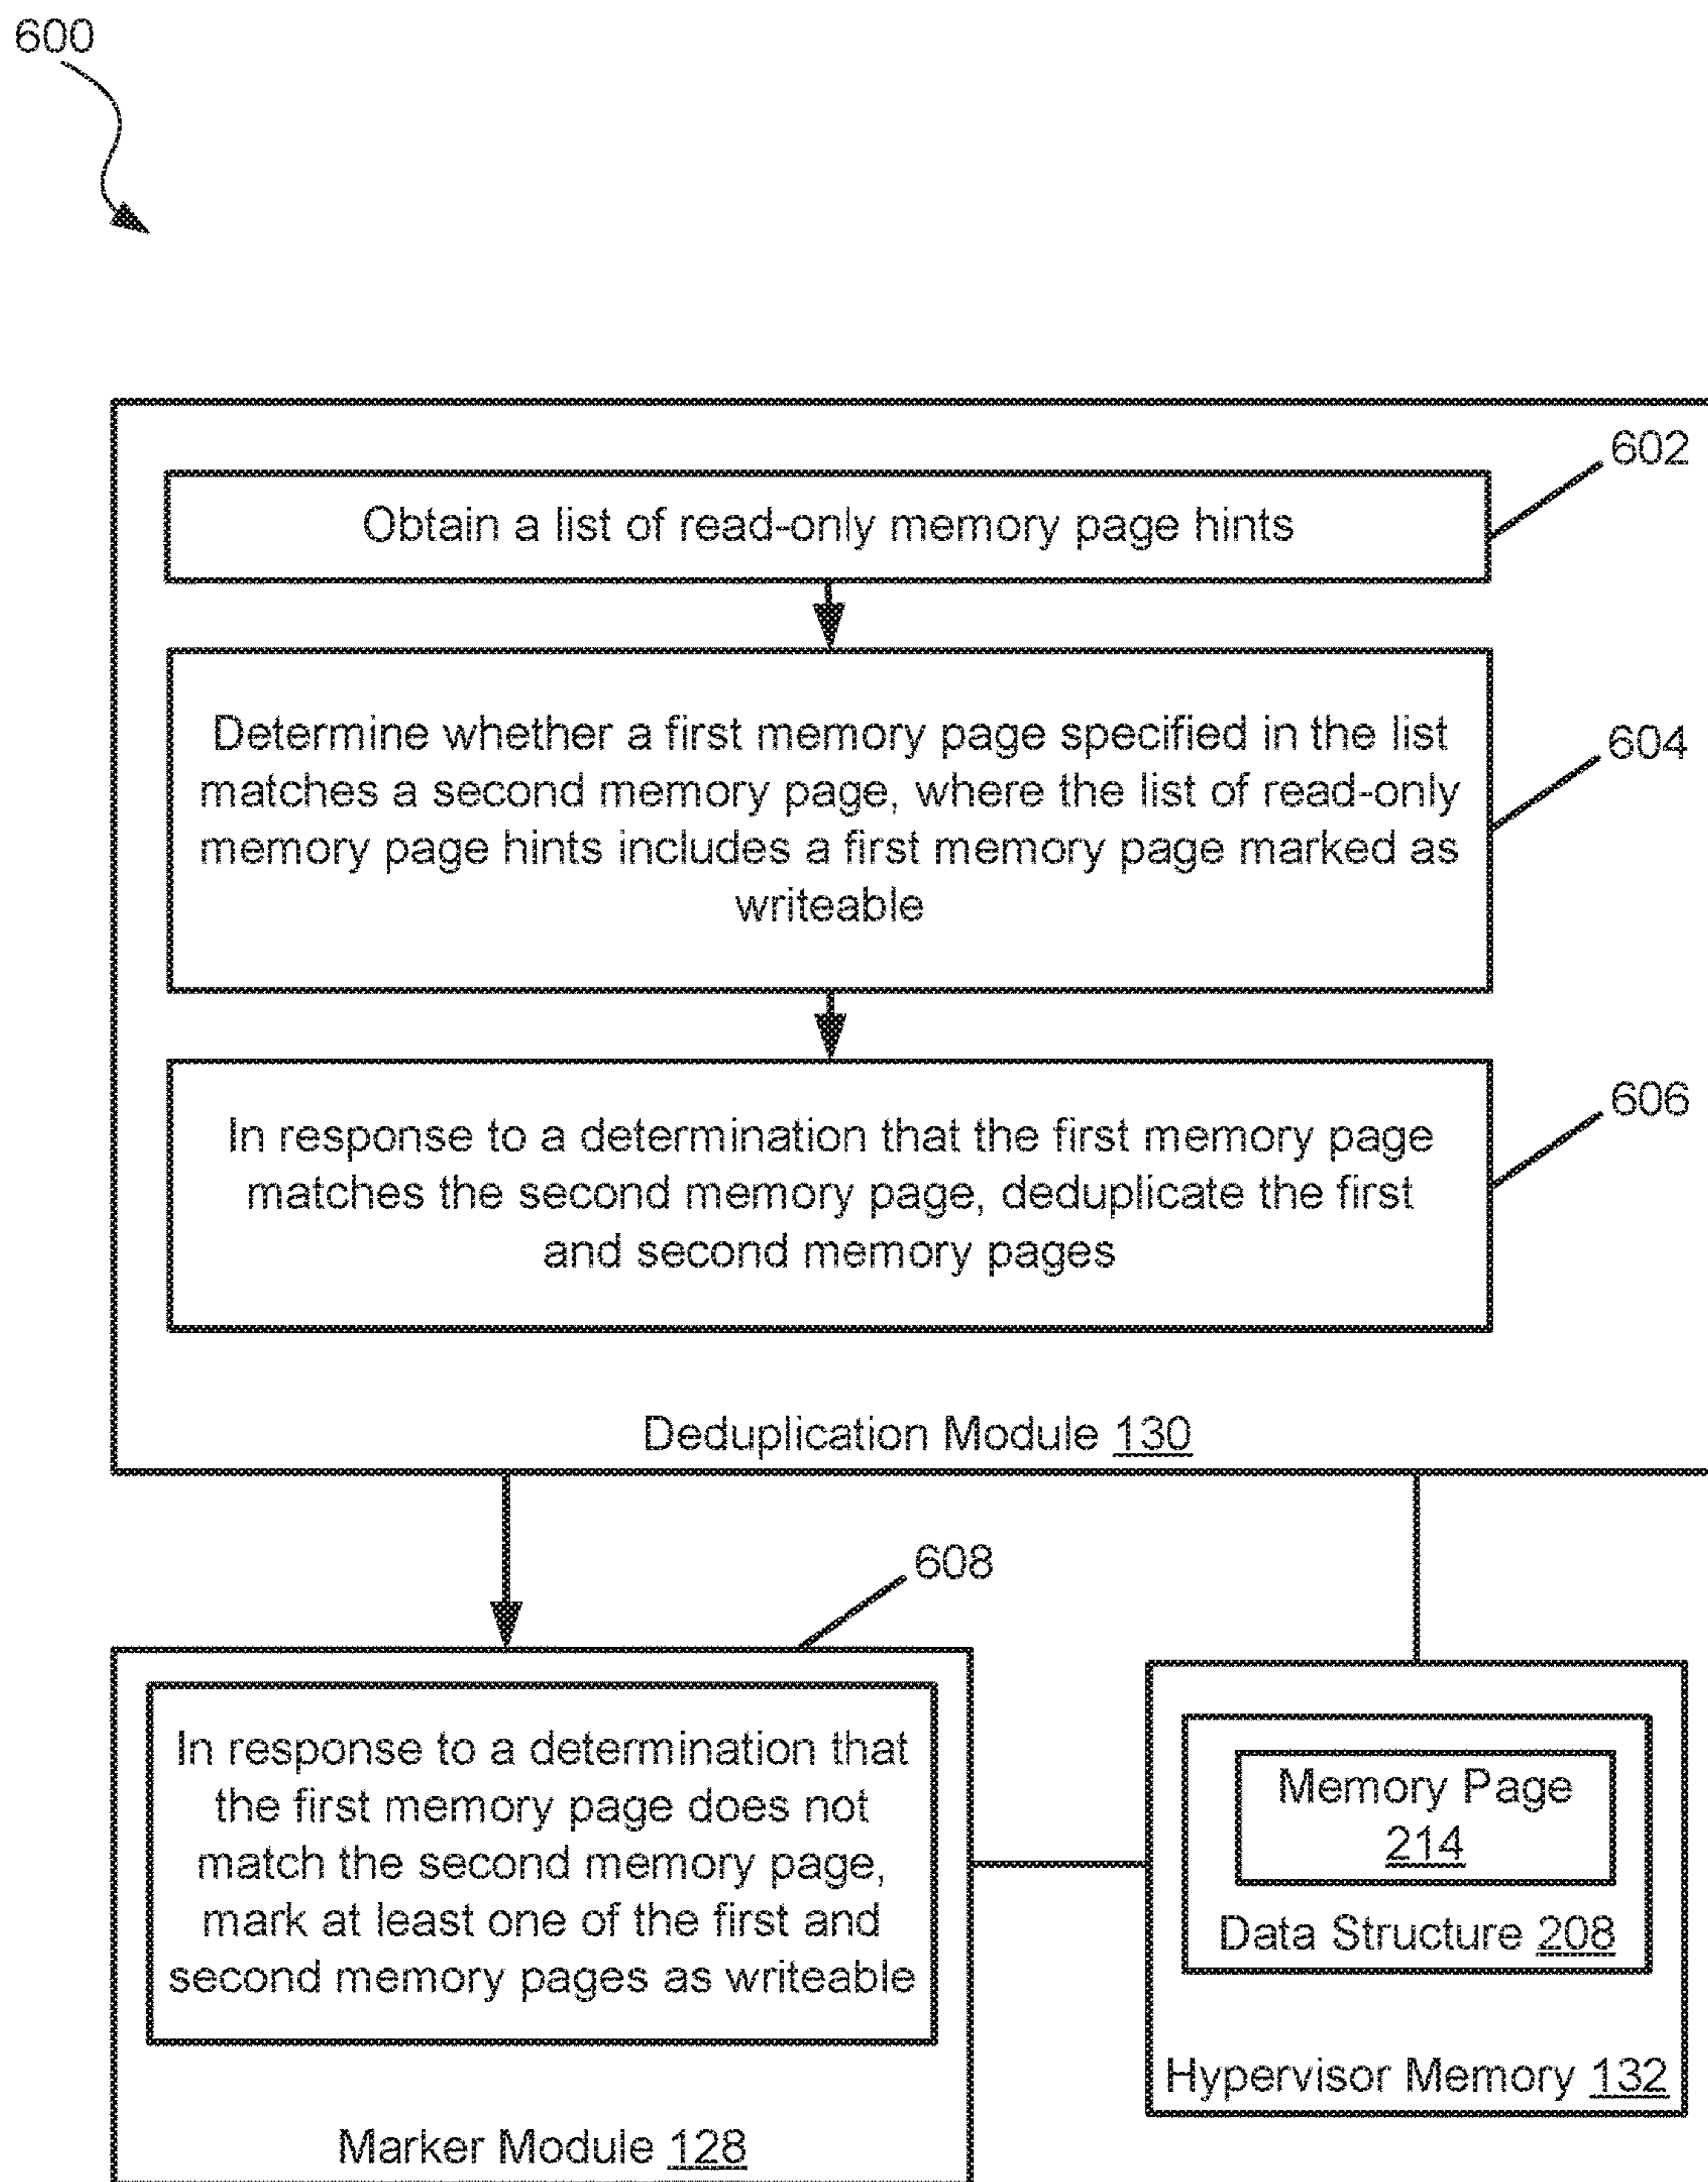 600
602
Obtain a list of read-only memory page hints
Determine whether a first memory page specified in the list
matches a second memory page, where the list of read-only
memory page hints includes a first memory page marked as
writeable
604
In response to a determination that the first memory page
matches the second memory page, deduplicate the first
and second memory pages
606
Deduplication Module 130
608
In response to a determination that
the first memory page does not
match the second memory page,
mark at least one of the first and
second memory pages as writeable
Marker Module 128
Memory Page
214
Data Structure 208
Hypervisor Memory 132